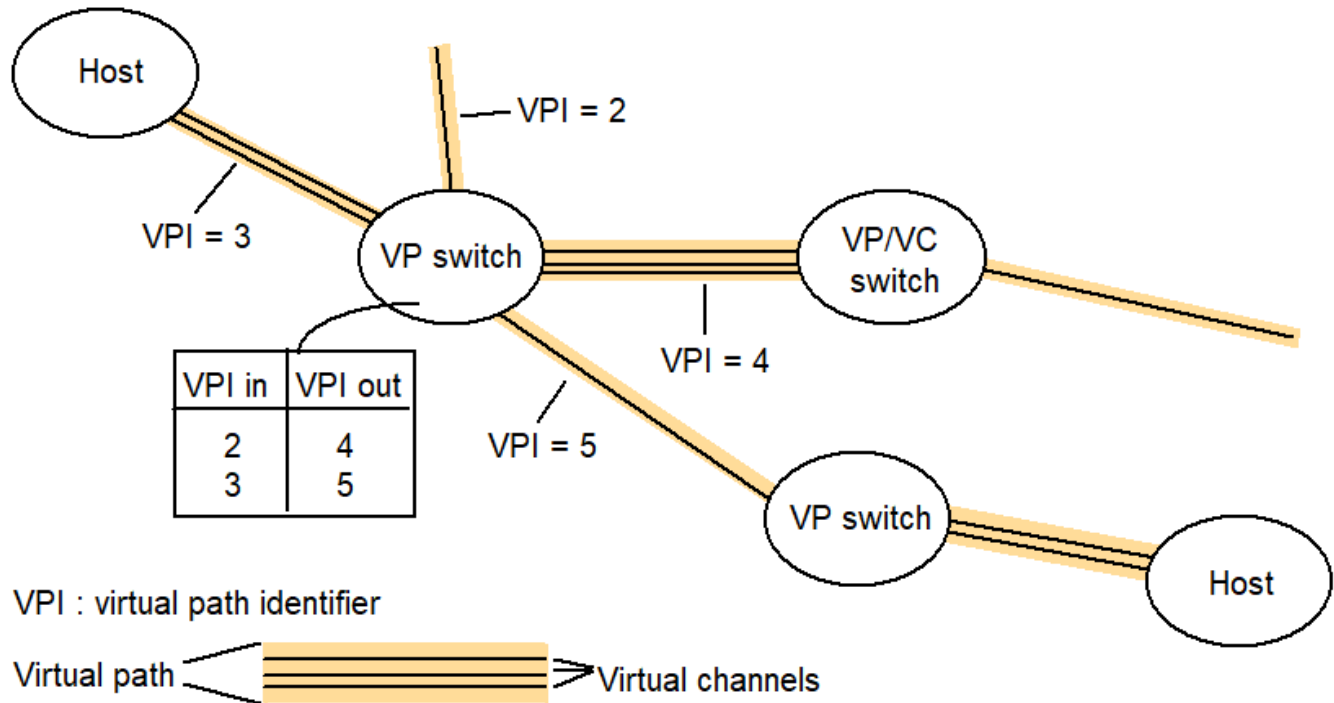 Host
VPI = 2
VPI = 3
VP switch
VP/VC
switch
VPI = 4
VPI in VPI out
2 4
3 5
VPI = 5
VP switch
Host
VPI : virtual path identifier
Virtual path
Virtual channels